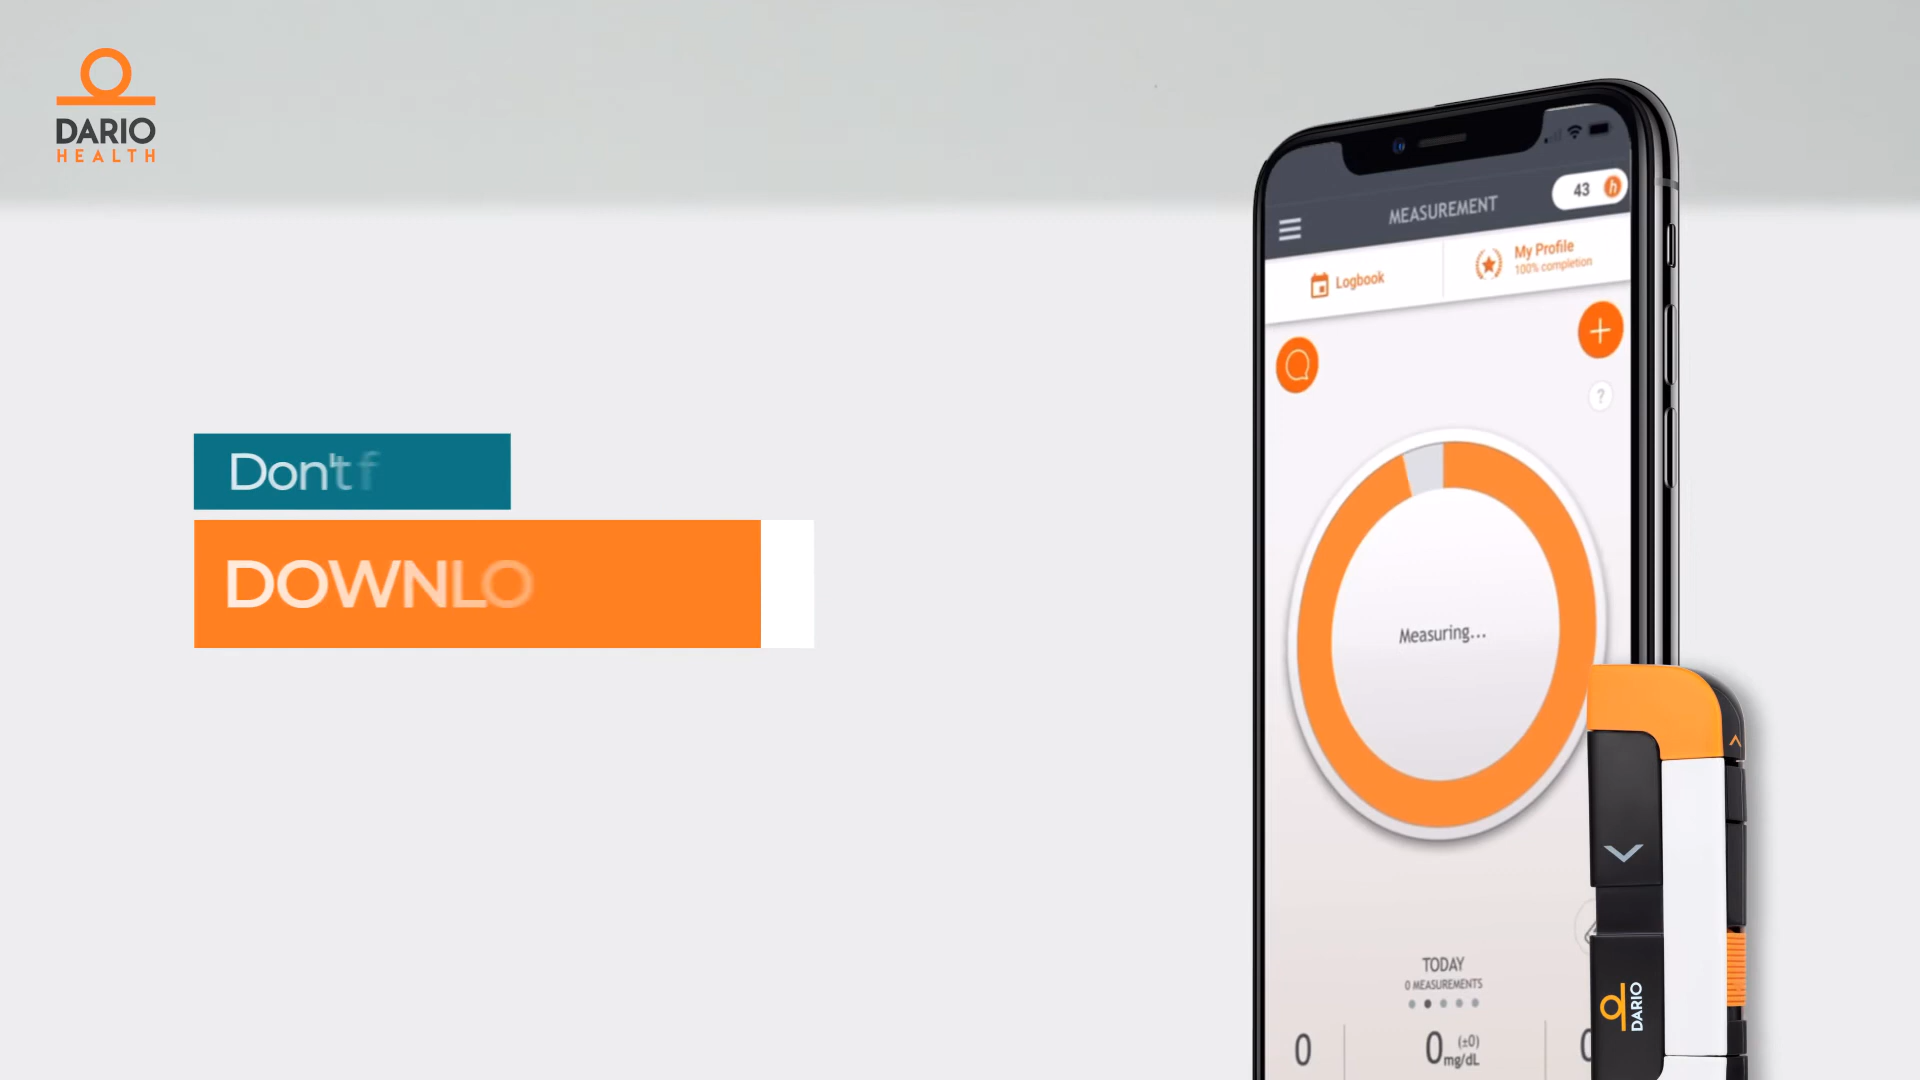 DARIO
HEALTH
Don't f
DOWNLO
MEASUREMENT
43 h
Logbook
My Profile
100% completion
?
Measuring...
TODAY
0 MEASUREMENTS
0
0 (±0) mg/dL
0
DARIO